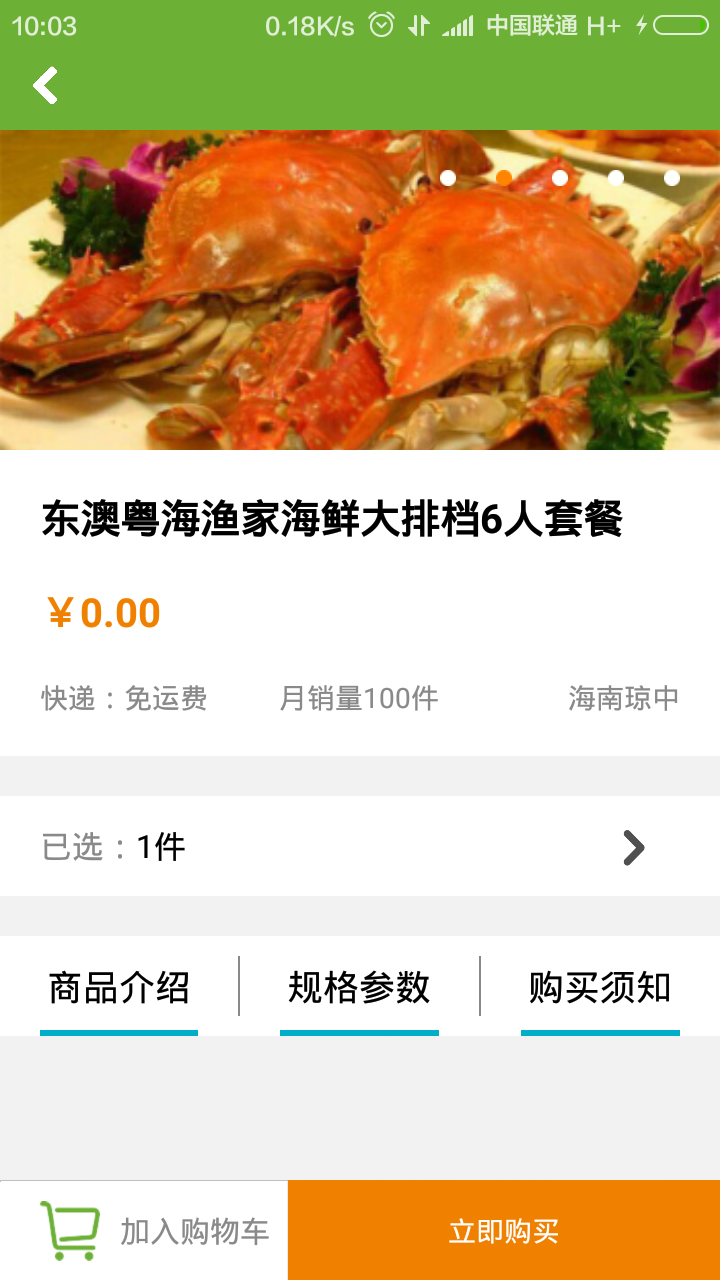 10:03 0.18K/s 中国联通 H+
东澳粤海渔家海鲜大排档6人套餐
￥0.00
快递：免运费 月销量100件 海南琼中
已选：1件
商品介绍 规格参数 购买须知
加入购物车 立即购买